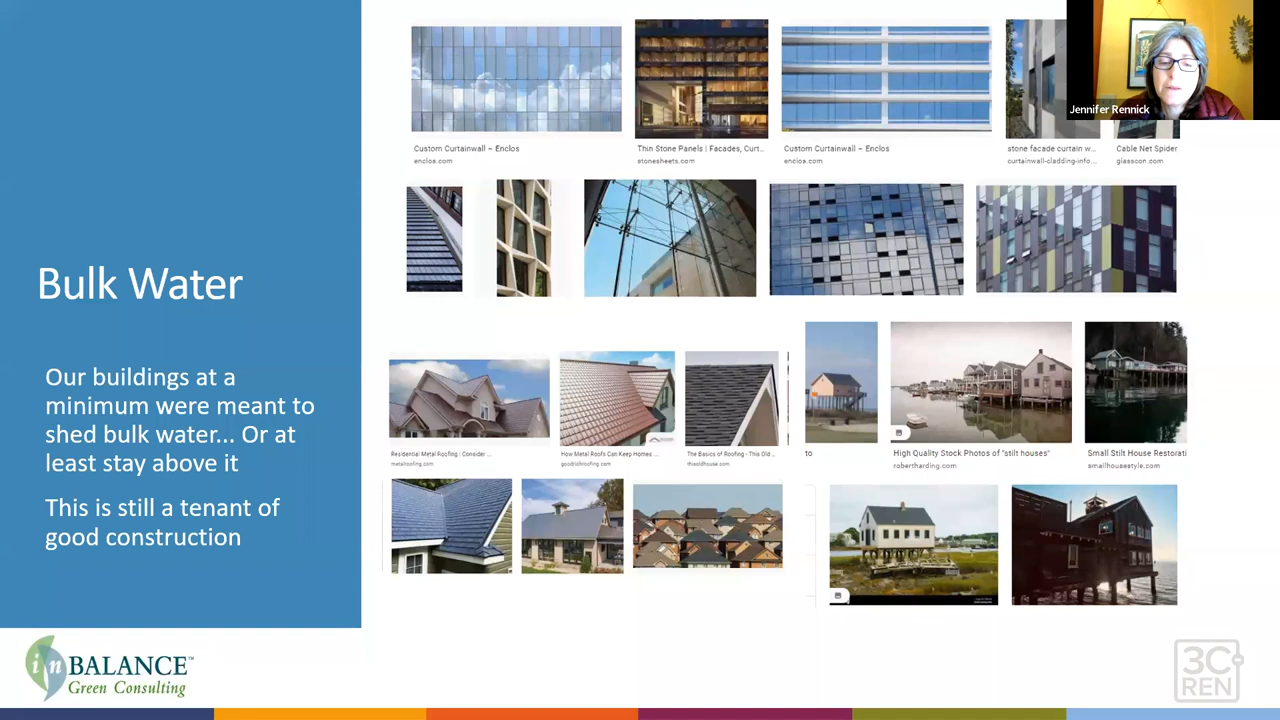 Bulk Water
Our buildings at a
minimum were meant to
shed bulk water... Or at
least stay above it
This is still a tenant of
good construction
in BALANCE™
Green Consulting
Jennifer Rennick
Custom Curtainwall – Enclos
enclos.com
Thin Stone Panels | Facades, Curt...
stonesheets.com
Custom Curtainwall – Enclos
enclos.com
stone facade curtain w...
curtainwall-cladding-info....
Cable Net Spider
glasscon.com
Residential Metal Roofing | Consider ...
metalroofing.com
How Metal Roofs Can Keep Homes ...
The Basics of Roofing - This Old ...
thisoldhouse.com
to
High Quality Stock Photos of "stilt houses"
robertharding.com
Small Stilt House Restorati
smallhousestyle.com
3C-
REN